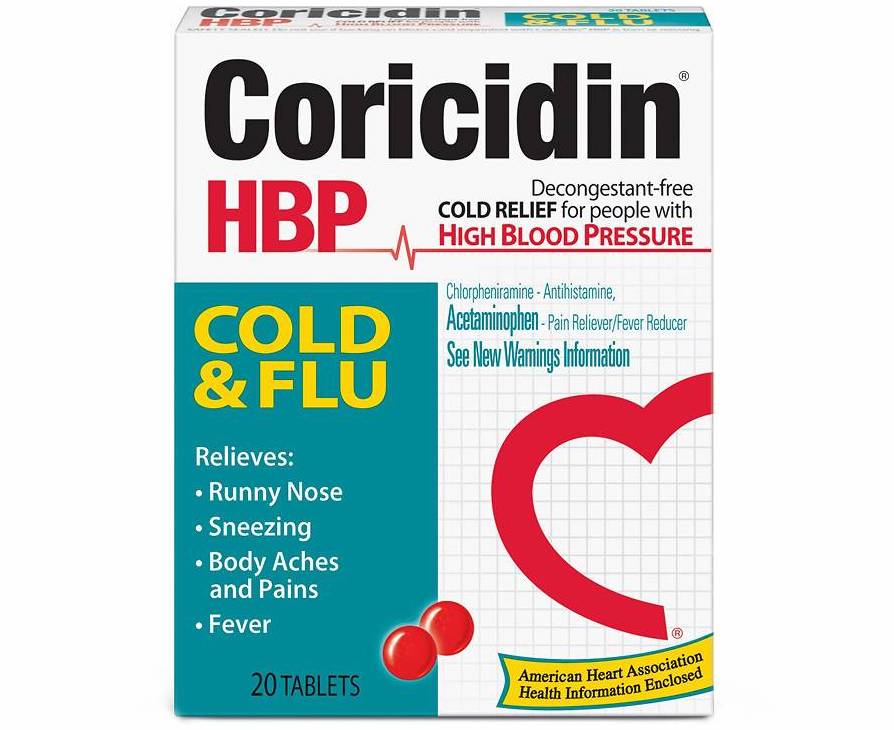 Coricidin
HBP
COLD & FLU
20 TABLETS
Coricidin®
HBP
Decongestant-free
COLD RELIEF for people with
HIGH BLOOD PRESSURE
Chlorpheniramine - Antihistamine,
Acetaminophen - Pain Reliever/Fever Reducer
See New Warnings Information
COLD
& FLU
Relieves:
• Runny Nose
• Sneezing
• Body Aches
and Pains
• Fever
20 TABLETS
®
American Heart Association
Health Information Enclosed